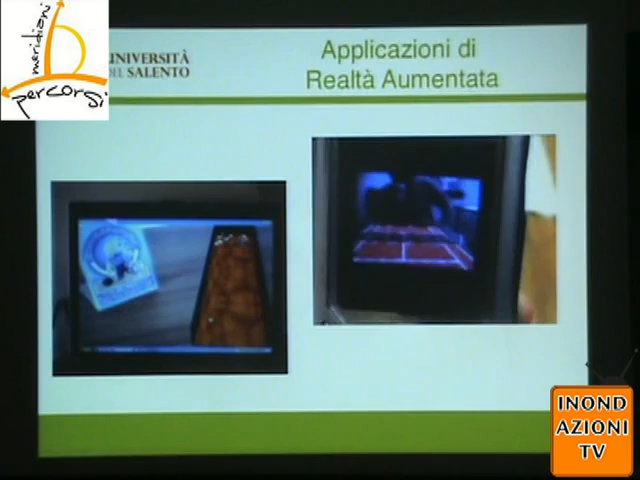 meridiani
percorsi
UNIVERSITÀ
DEL SALENTO
Applicazioni di
Realtà Aumentata
INOND
AZIONI
TV